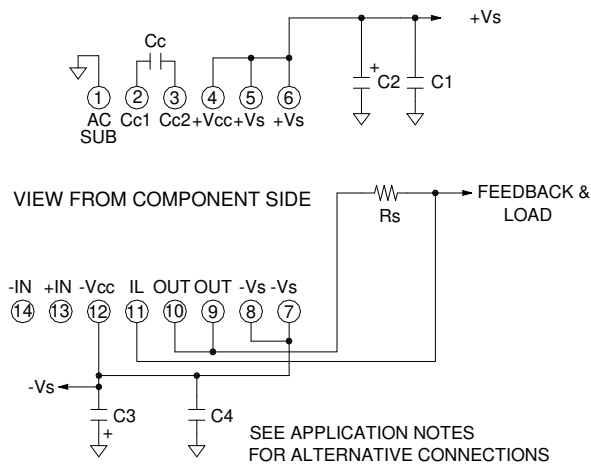 +Vs
Cc
+
C2
C1
1 2 3 4 5 6
AC SUB Cc1 Cc2 +Vcc +Vs +Vs
VIEW FROM COMPONENT SIDE
FEEDBACK & LOAD
Rs
-IN +IN -Vcc IL OUT OUT -Vs -Vs
14 13 12 11 10 9 8 7
-Vs
C3
+
C4
SEE APPLICATION NOTES
FOR ALTERNATIVE CONNECTIONS